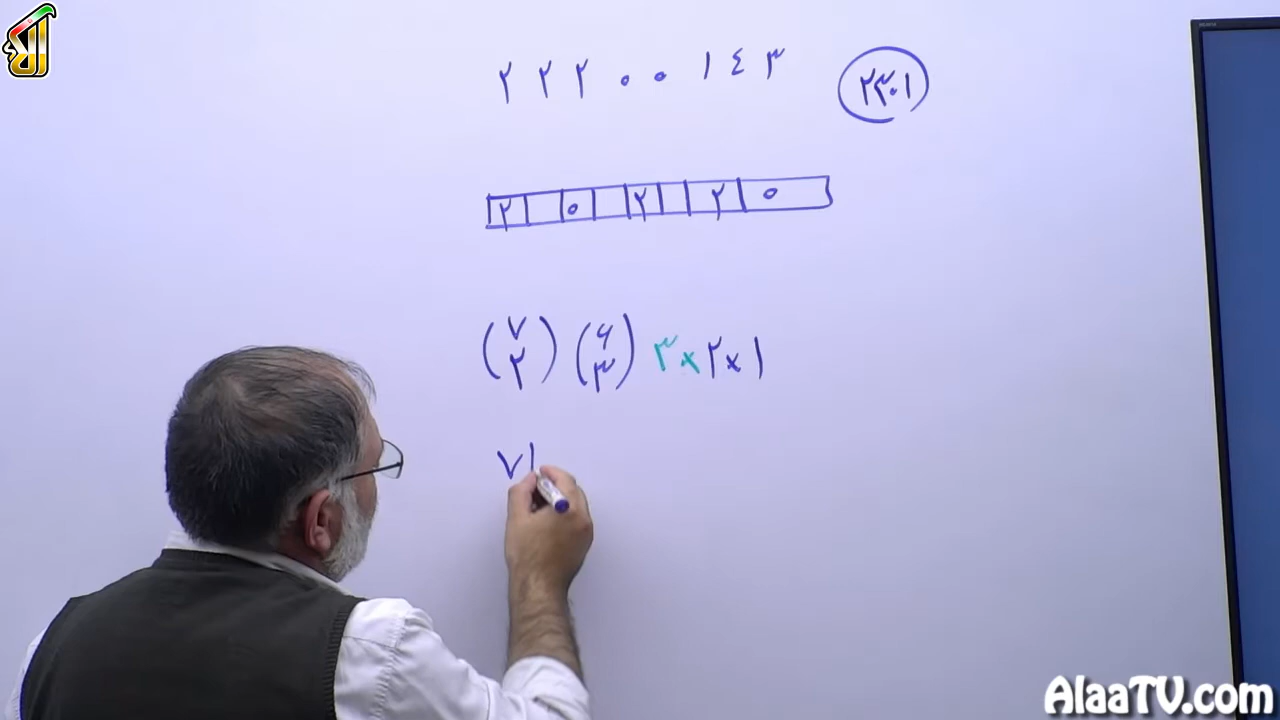 ۲ ۲ ۲ ۰ ۰ ۱ ۴ ۳
۲۳۰۱
۲ ۰ ۲ ۲ ۰
(۷ ۲) (۶ ۳) ۳ × ۲ × ۱
۷!
AlaaTV.com